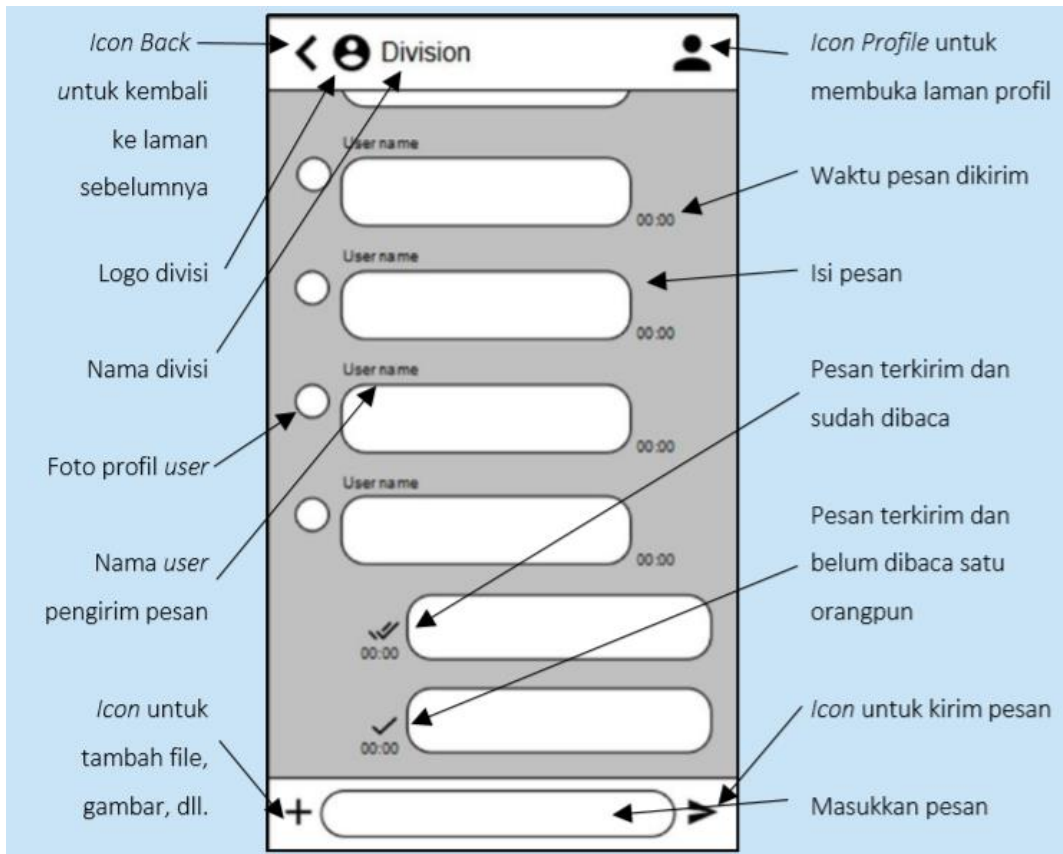 Icon Back
untuk kembali
ke laman
sebelumnya
Logo divisi
Nama divisi
Foto profil user
Nama user
pengirim pesan
Icon untuk
tambah file,
gambar, dll.
Division
User name
00:00
User name
00:00
User name
00:00
User name
00:00
00:00
00:00
Icon Profile untuk
membuka laman profil
Waktu pesan dikirim
Isi pesan
Pesan terkirim dan
sudah dibaca
Pesan terkirim dan
belum dibaca satu
orangpun
Icon untuk kirim pesan
Masukkan pesan